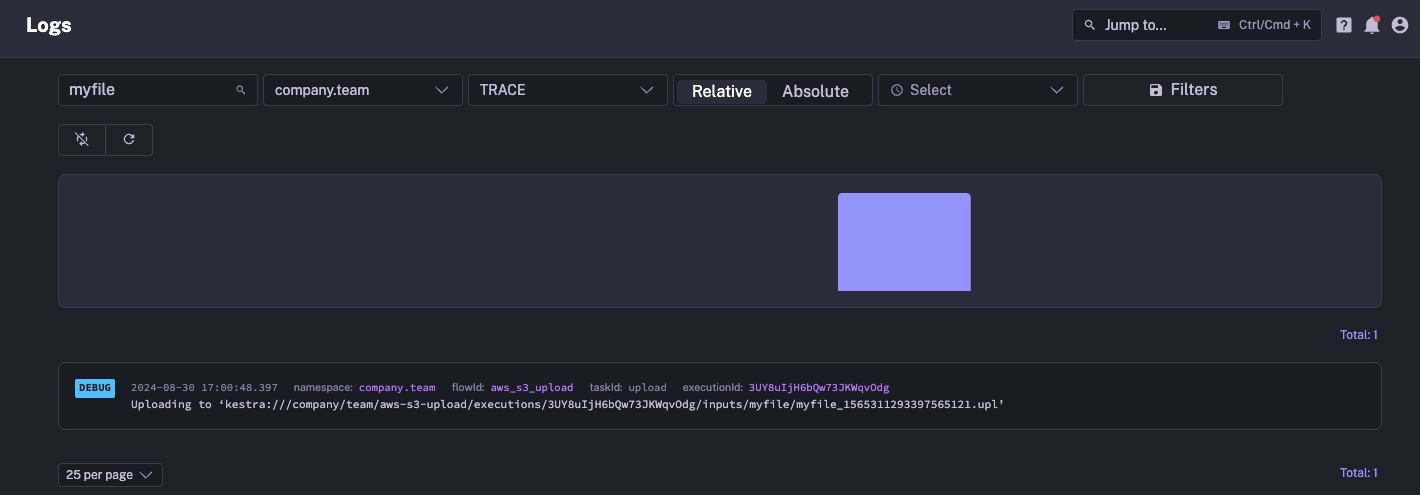 Logs
Jump to... Ctrl/Cmd + K
myfile company.team TRACE Relative Absolute Select Filters
Total: 1
DEBUG 2024-08-30 17:00:48.397 namespace: company.team flowId: aws_s3_upload taskId: upload executionId: 3UY8uIjH6bQw73JKWqvOdg
Uploading to ‘kestra:///company/team/aws-s3-upload/executions/3UY8uIjH6bQw73JKWqvOdg/inputs/myfile/myfile_1565311293397565121.upl’
25 per page Total: 1